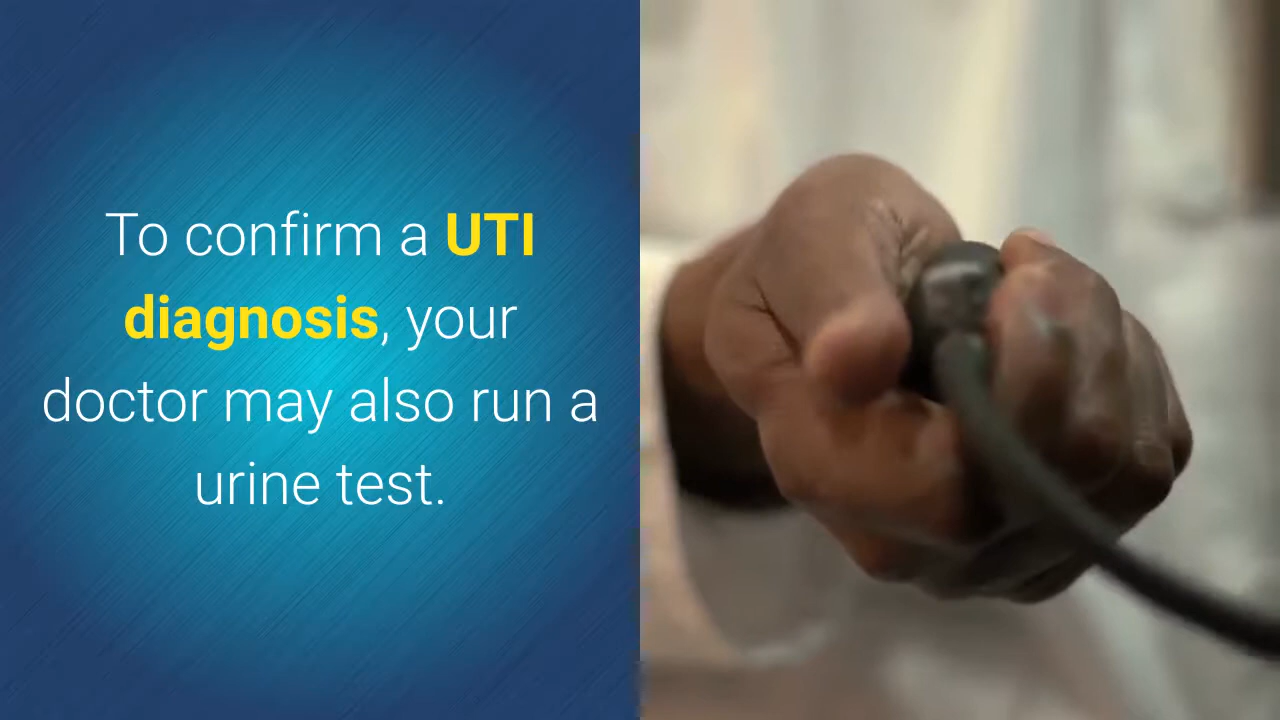 To confirm a UTI
diagnosis, your
doctor may also run a
urine test.